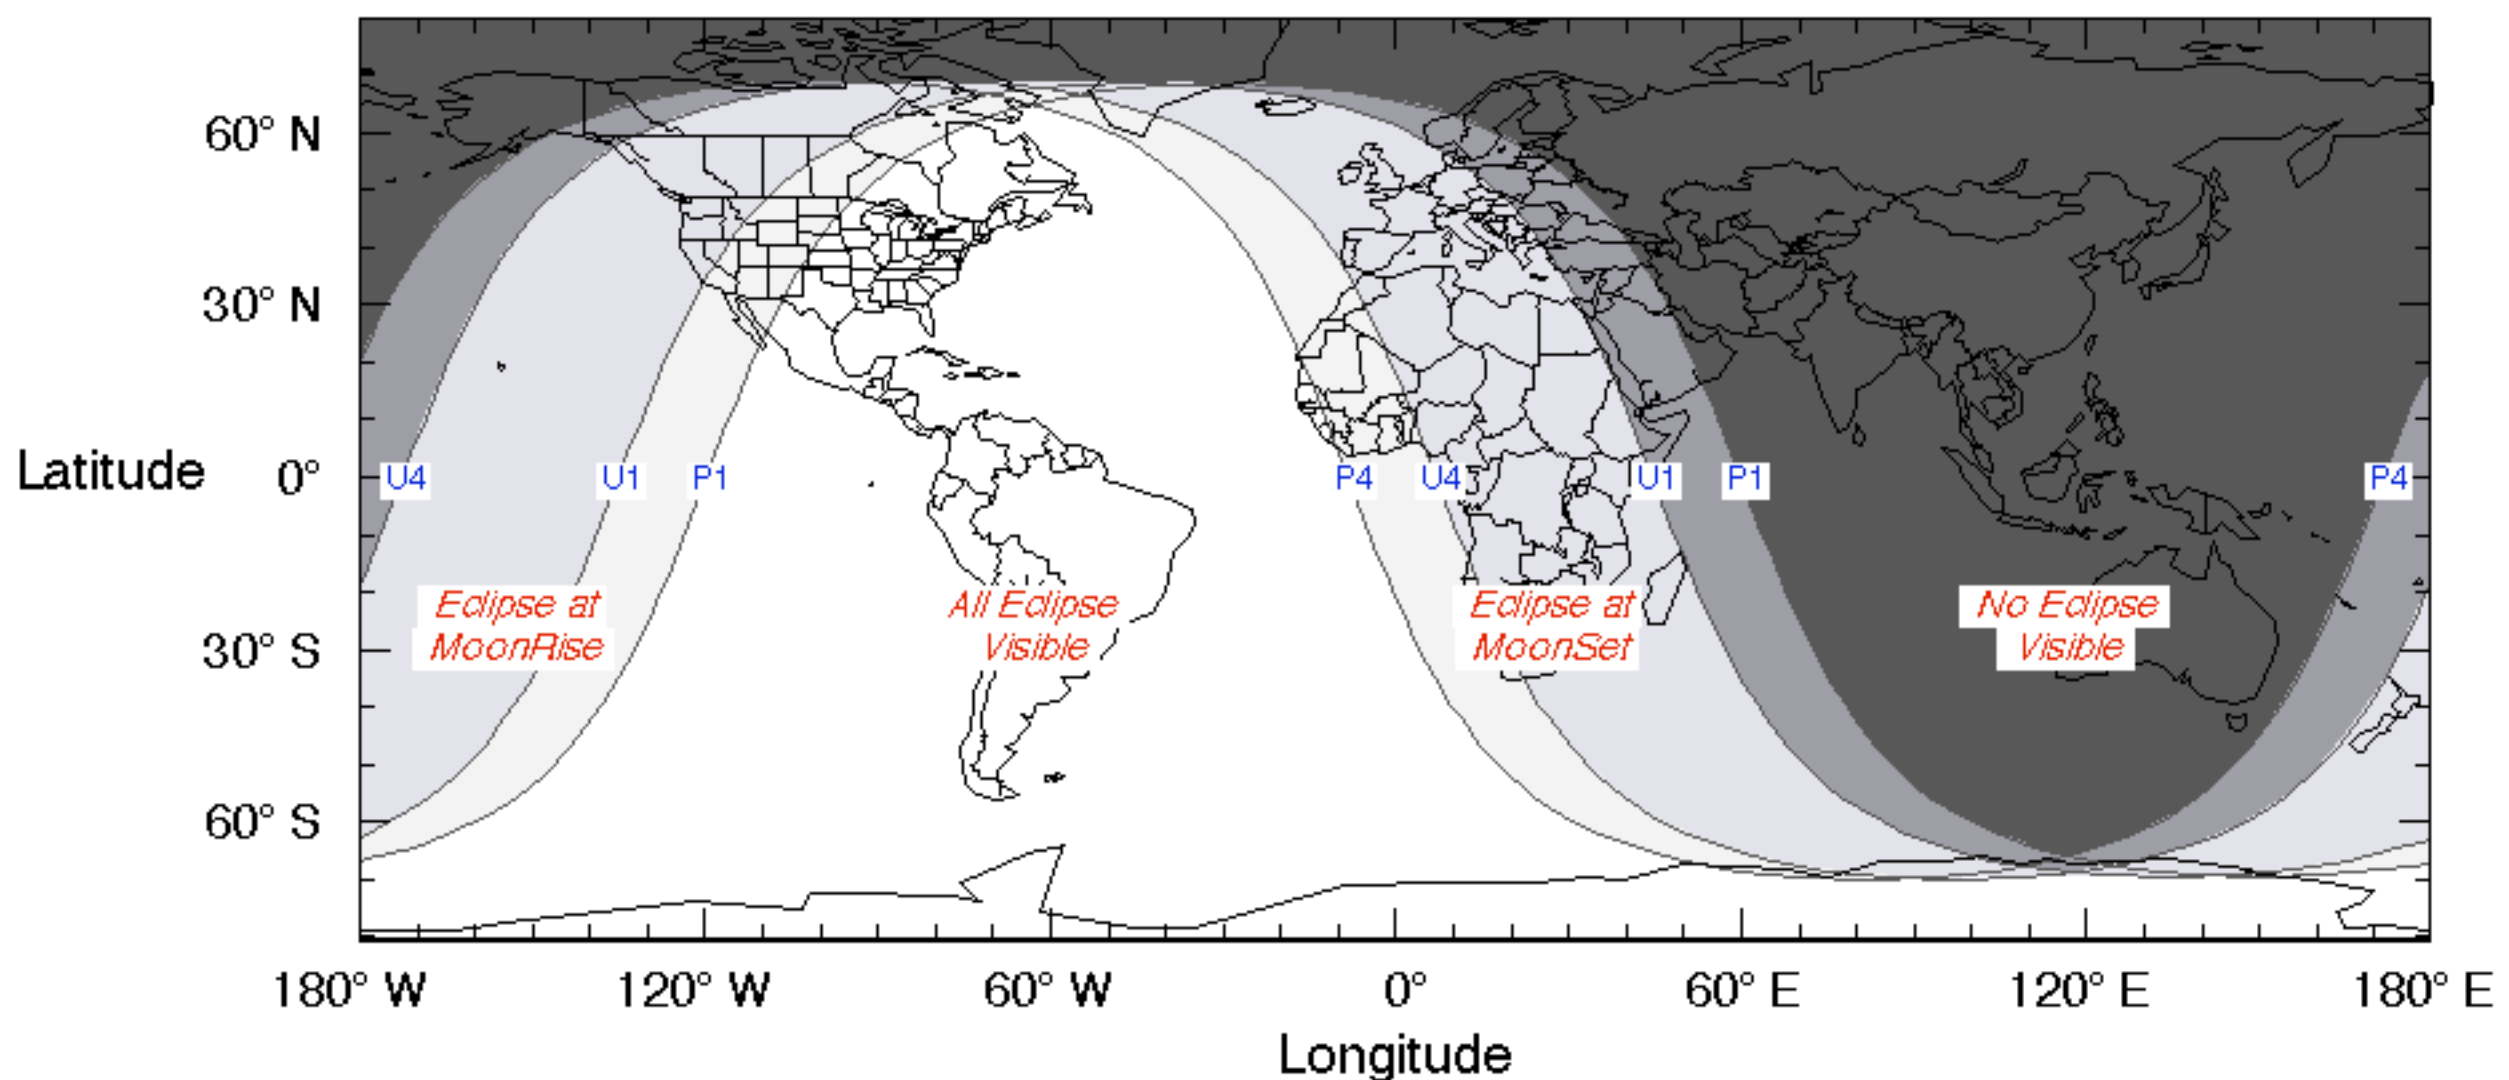 60° N
30° N
Latitude 0°
U4 U1 P1 P4 U4 U1 P1 P4
Eclipse at All Eclipse Eclipse at No Eclipse
MoonRise Visible MoonSet Visible
30° S
60° S
180° W 120° W 60° W 0° 60° E 120° E 180° E
Longitude